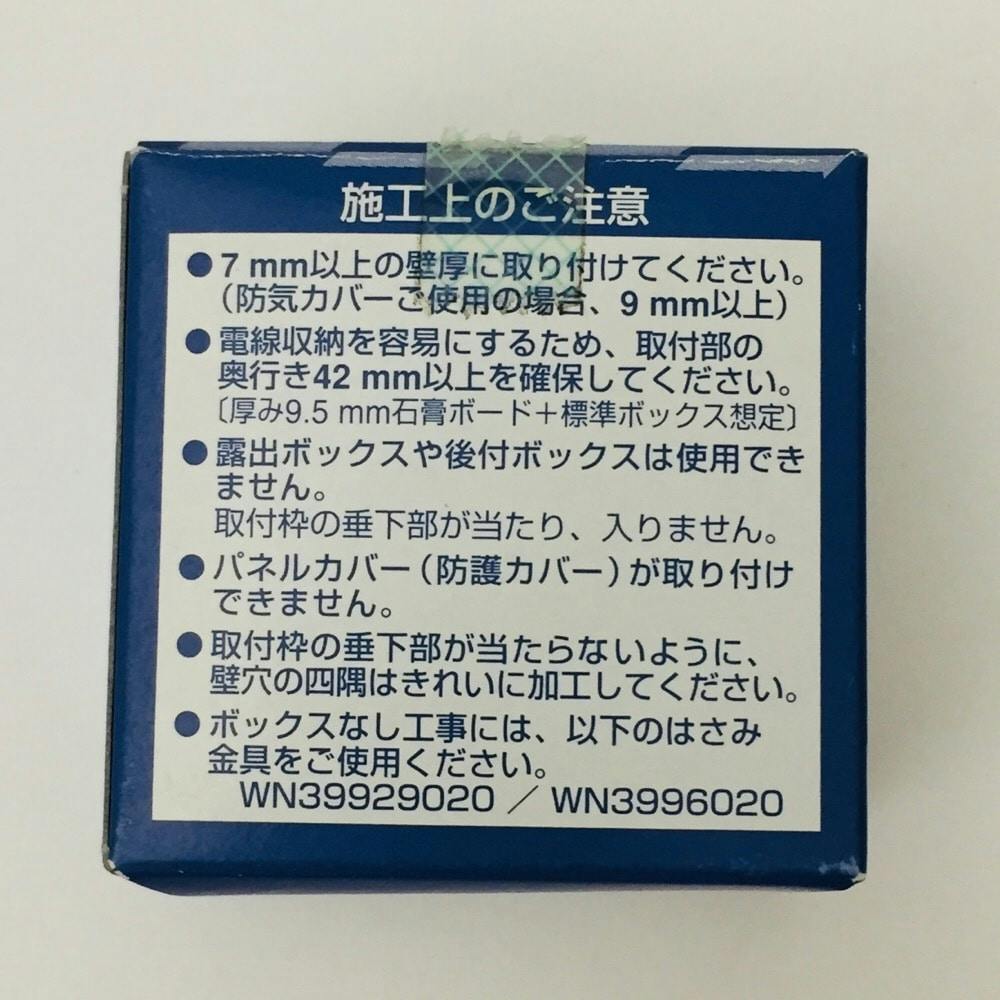 施工上のご注意
●7 mm以上の壁厚に取り付けてください。
（防気カバーご使用の場合、9 mm以上）
●電線収納を容易にするため、取付部の
奥行き42 mm以上を確保してください。
〔厚み9.5 mm石膏ボード＋標準ボックス想定〕
●露出ボックスや後付ボックスは使用でき
ません。
取付枠の垂下部が当たり、入りません。
●パネルカバー（防護カバー）が取り付け
できません。
●取付枠の垂下部が当たらないように、
壁穴の四隅はきれいに加工してください。
●ボックスなし工事には、以下のはさみ
金具をご使用ください。
WN39929020 ／ WN3996020